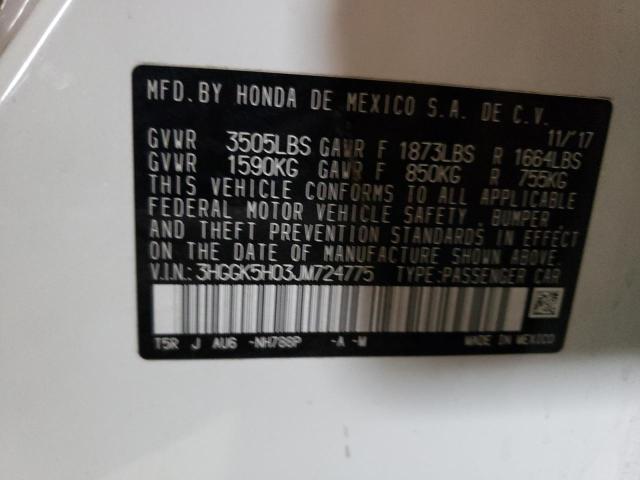 MFD. BY HONDA DE MEXICO S.A. DE C.V.
11/'17
GVWR 3505LBS GAWR F 1873LBS R 1664LBS
GVWR 1590KG GAWR F 850KG R 755KG
THIS VEHICLE CONFORMS TO ALL APPLICABLE
FEDERAL MOTOR VEHICLE SAFETY, BUMPER,
AND THEFT PREVENTION STANDARDS IN EFFECT
ON THE DATE OF MANUFACTURE SHOWN ABOVE.
V.I.N.: 3HGGK5H03JM724775 TYPE:PASSENGER CAR
T5R J AU6 -NH788P -A -M
MADE IN MEXICO